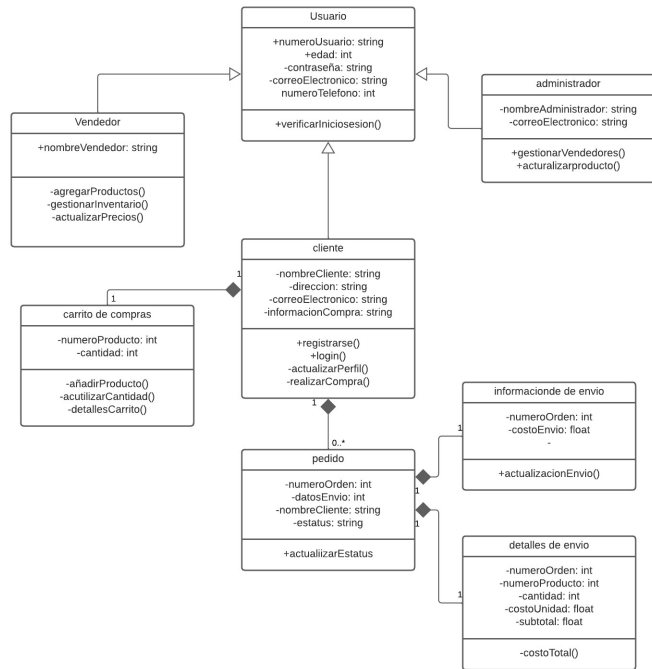 Usuario
+numeroUsuario: string
+edad: int
-contraseña: string
-correoElectronico: string
numeroTelefono: int
+verificarIniciosesion()
administrador
-nombreAdministrador: string
-correoElectronico: string
+gestionarVendedores()
+acturalizarproducto()
Vendedor
+nombreVendedor: string
-agregarProductos()
-gestionarInventario()
-actualizarPrecios()
cliente
-nombreCliente: string
-direccion: string
-correoElectronico: string
-informacionCompra: string
+registrarse()
+login()
-actualizarPerfil()
-realizarCompra()
1
1
carrito de compras
-numeroProducto: int
-cantidad: int
-añadirProducto()
-acutilizarCantidad()
-detallesCarrito()
1
0..*
pedido
-numeroOrden: int
-datosEnvio: int
-nombreCliente: string
-estatus: string
+actualiizarEstatus
1
1
informacionde de envio
-numeroOrden: int
-costoEnvio: float
-
+actualizacionEnvio()
1
1
detalles de envio
-numeroOrden: int
-numeroProducto: int
-cantidad: int
-costoUnidad: float
-subtotal: float
-costoTotal()